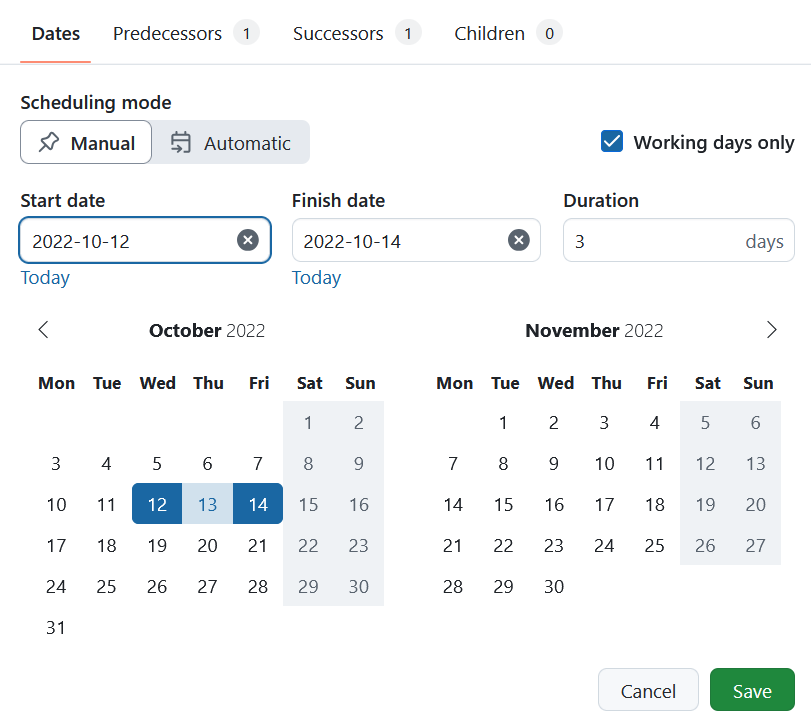 Dates Predecessors 1 Successors 1 Children 0
Scheduling mode
Manual Automatic Working days only
Start date Finish date Duration
2022-10-12 2022-10-14 3 days
Today Today
October 2022 November 2022
Mon Tue Wed Thu Fri Sat Sun Mon Tue Wed Thu Fri Sat Sun
1 2 1 2 3 4 5 6
3 4 5 6 7 8 9 7 8 9 10 11 12 13
10 11 12 13 14 15 16 14 15 16 17 18 19 20
17 18 19 20 21 22 23 21 22 23 24 25 26 27
24 25 26 27 28 29 30 28 29 30
31
Cancel Save